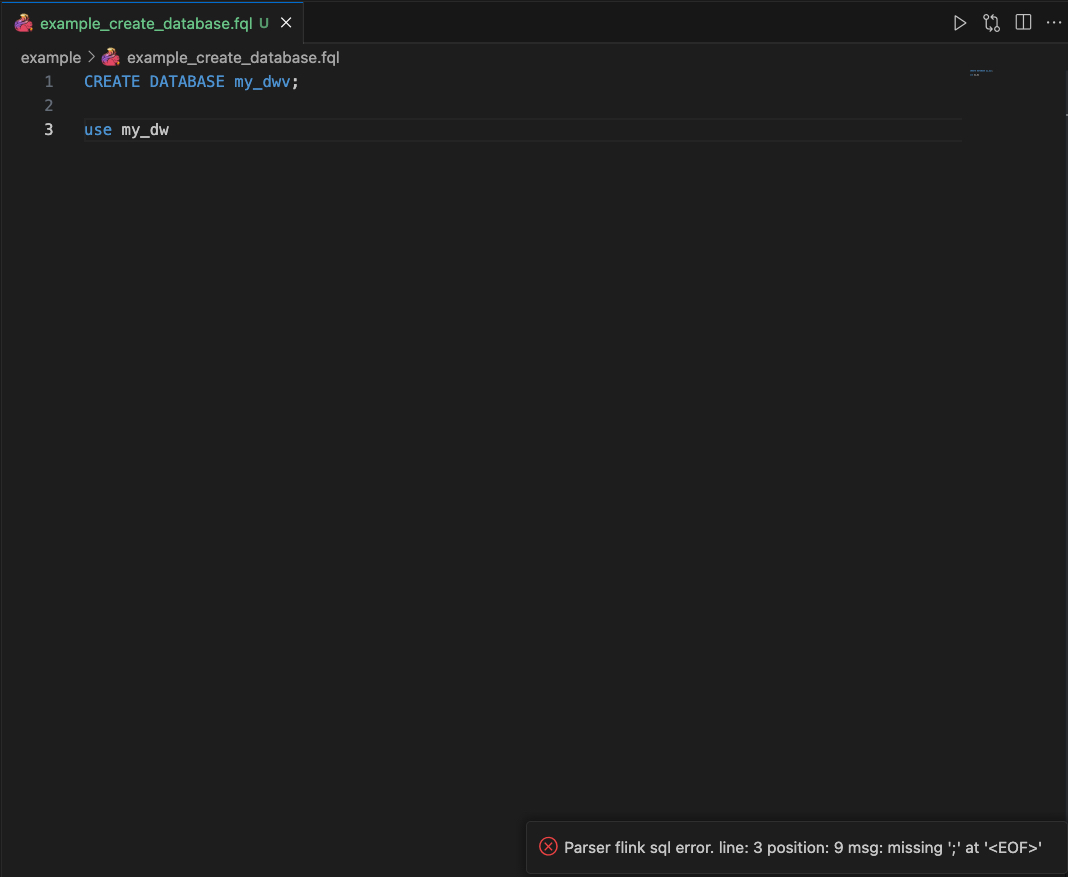 example_create_database.fql U
example > example_create_database.fql
1 CREATE DATABASE my_dwv;
2
3 use my_dw
Parser flink sql error. line: 3 position: 9 msg: missing ';' at '<EOF>'